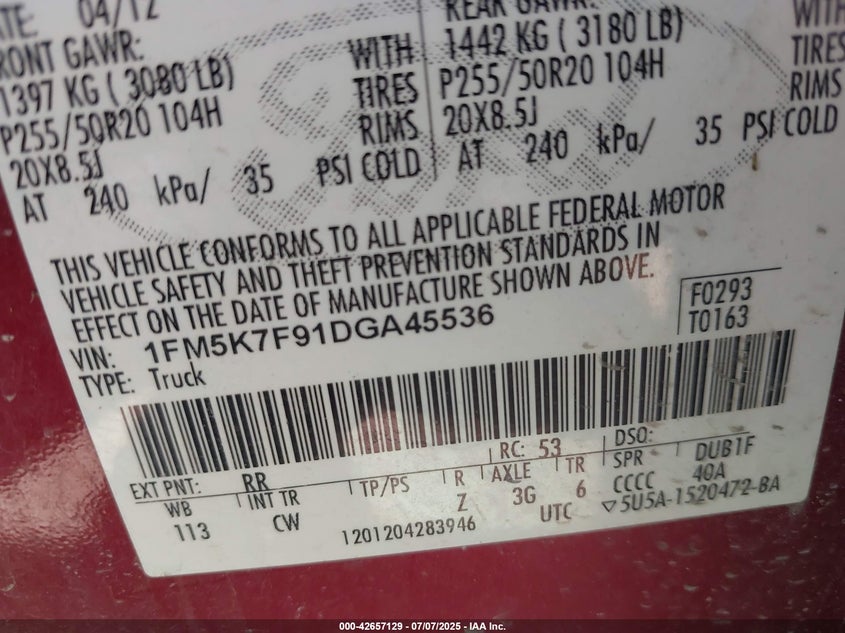 04/12
FRONT GAWR:
1397 KG ( 3080 LB)
P255/50R20 104H
20X8.5J
AT 240 kPa/ 35 PSI COLD
WITH
TIRES
RIMS
REAR GAWR:
1442 KG ( 3180 LB)
P255/50R20 104H
20X8.5J
AT 240 kPa/ 35 PSI COLD
WITH
TIRES
RIMS
THIS VEHICLE CONFORMS TO ALL APPLICABLE FEDERAL MOTOR
VEHICLE SAFETY AND THEFT PREVENTION STANDARDS IN
EFFECT ON THE DATE OF MANUFACTURE SHOWN ABOVE.
F0293
T0163
VIN: 1FM5K7F91DGA45536
TYPE: Truck
EXT PNT: RR RC: 53 DSO:
WB INT TR TP/PS R AXLE TR SPR DUB1F
113 CW Z 3G 6 CCCC 40A
1201204283946 UTC ▽5U5A-1520472-BA
000-42657129 - 07/07/2025 - IAA Inc.